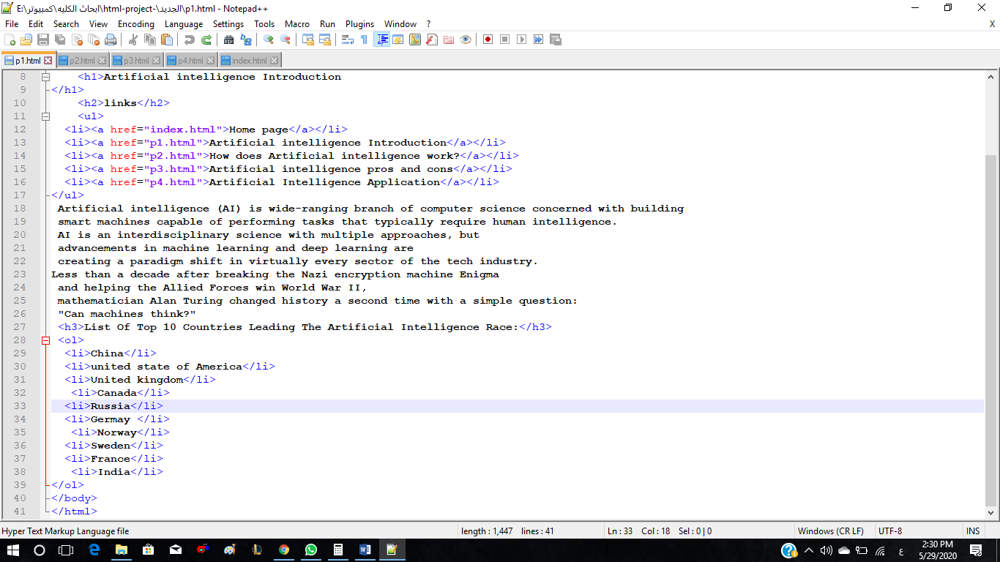 E:\ابحاث الكليه\كمبيوتر\html-project-الجديد\p1.html - Notepad++
File Edit Search View Encoding Language Settings Tools Macro Run Plugins Window ? X
p1.html p2.html p3.html p4.html index.html
8 <h1>Artificial intelligence Introduction
9 </h1>
10 <h2>links</h2>
11 <ul>
12 <li><a href="index.html">Home page</a></li>
13 <li><a href="p1.html">Artificial intelligence Introduction</a></li>
14 <li><a href="p2.html">How does Artificial intelligence work?</a></li>
15 <li><a href="p3.html">Artificial intelligence pros and cons</a></li>
16 <li><a href="p4.html">Artificial Intelligence Application</a></li>
17 </ul>
18 Artificial intelligence (AI) is wide-ranging branch of computer science concerned with building
19 smart machines capable of performing tasks that typically require human intelligence.
20 AI is an interdisciplinary science with multiple approaches, but
21 advancements in machine learning and deep learning are
22 creating a paradigm shift in virtually every sector of the tech industry.
23 Less than a decade after breaking the Nazi encryption machine Enigma
24 and helping the Allied Forces win World War II,
25 mathematician Alan Turing changed history a second time with a simple question:
26 "Can machines think?"
27 <h3>List Of Top 10 Countries Leading The Artificial Intelligence Race:</h3>
28 <ol>
29 <li>China</li>
30 <li>united state of America</li>
31 <li>United kingdom</li>
32 <li>Canada</li>
33 <li>Russia</li>
34 <li>Germay </li>
35 <li>Norway</li>
36 <li>Sweden</li>
37 <li>France</li>
38 <li>India</li>
39 </ol>
40 </body>
41 </html>
Hyper Text Markup Language file length : 1,447 lines : 41 Ln : 33 Col : 18 Sel : 0 | 0 Windows (CR LF) UTF-8 INS
ع 2:30 PM
5/29/2020